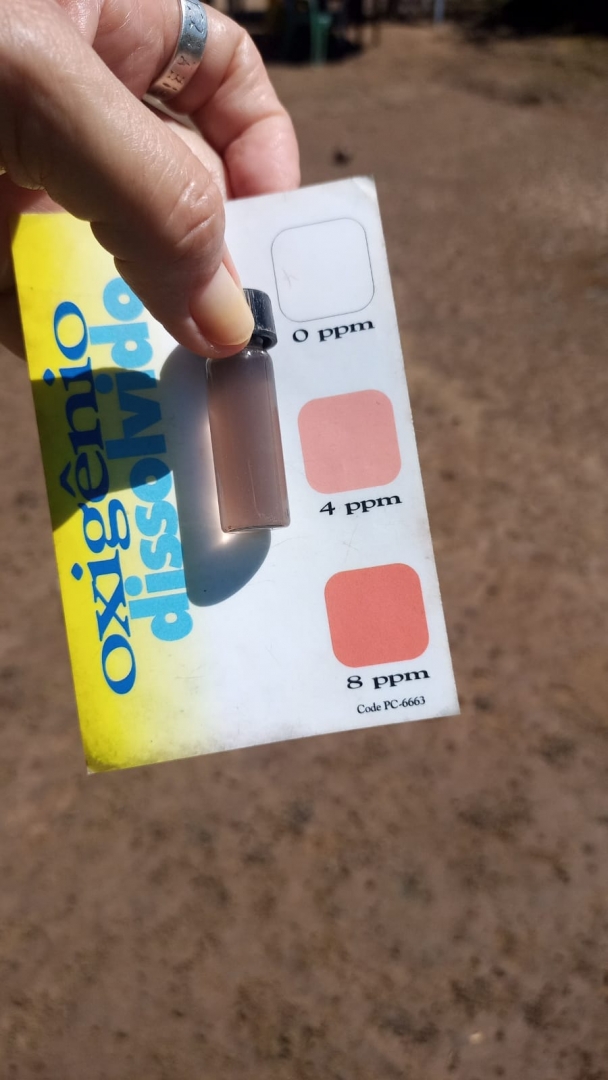 oxigênio
dissolvido
0 ppm
4 ppm
8 ppm
Code PC-6663